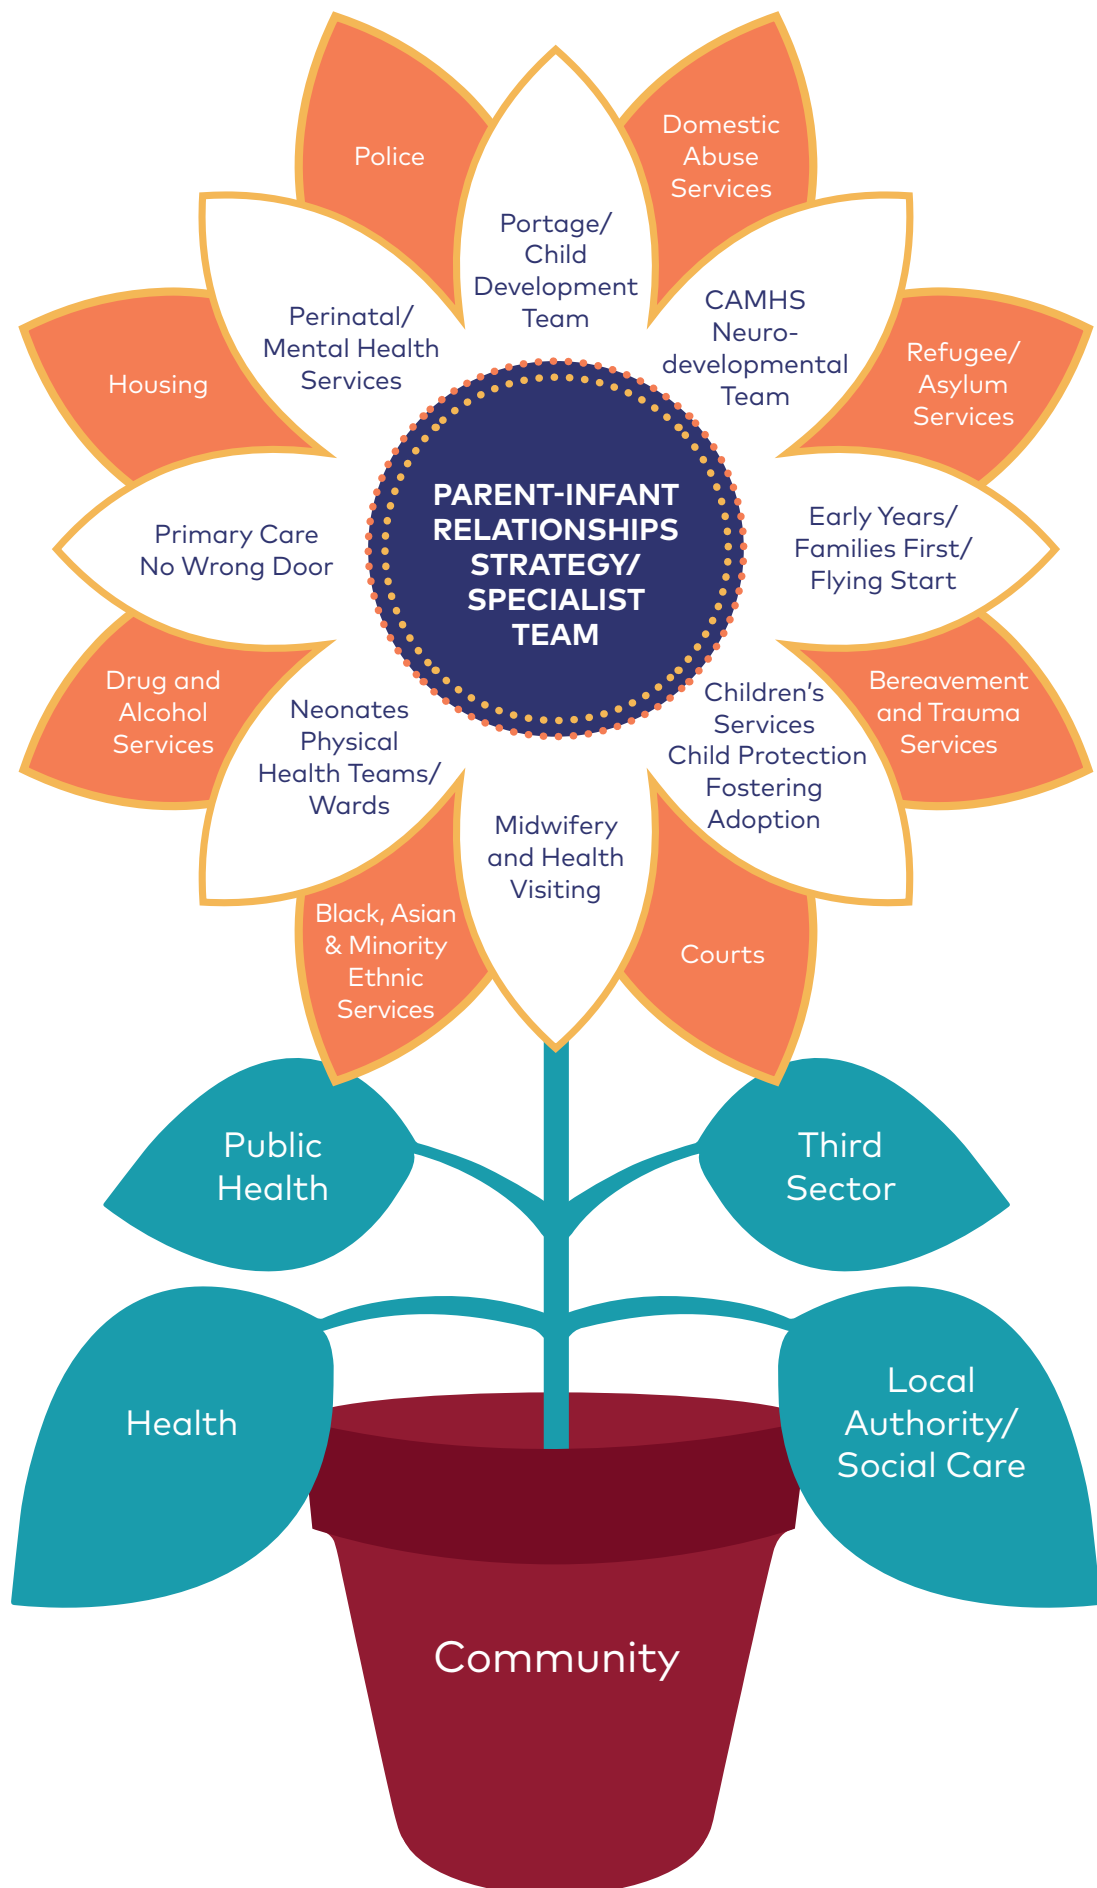 Police
Domestic
Abuse
Services
Portage/
Child
Development
Team
Perinatal/
Mental Health
Services
CAMHS
Neuro-
developmental
Team
Housing
Refugee/
Asylum
Services
PARENT-INFANT
RELATIONSHIPS
STRATEGY/
SPECIALIST
TEAM
Primary Care
No Wrong Door
Early Years/
Families First/
Flying Start
Drug and
Alcohol
Services
Neonates
Physical
Health Teams/
Wards
Children's
Services
Child Protection
Fostering
Adoption
Bereavement
and Trauma
Services
Midwifery
and Health
Visiting
Black, Asian
& Minority
Ethnic
Services
Courts
Public
Health
Third
Sector
Health
Local
Authority/
Social Care
Community